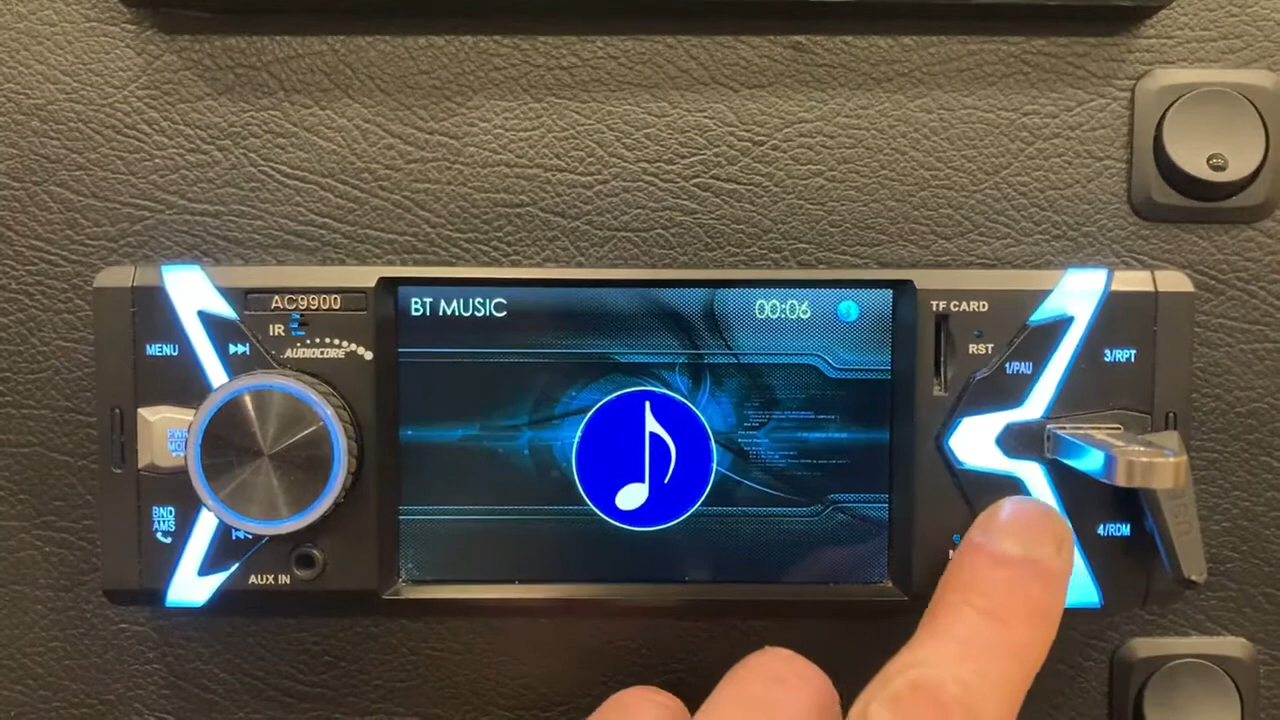 AC9900
IR
AUDIOCORE
MENU
BND
AMS
AUX IN
BT MUSIC
00:06
TF CARD
RST
1/PAU
3/RPT
4/RDM